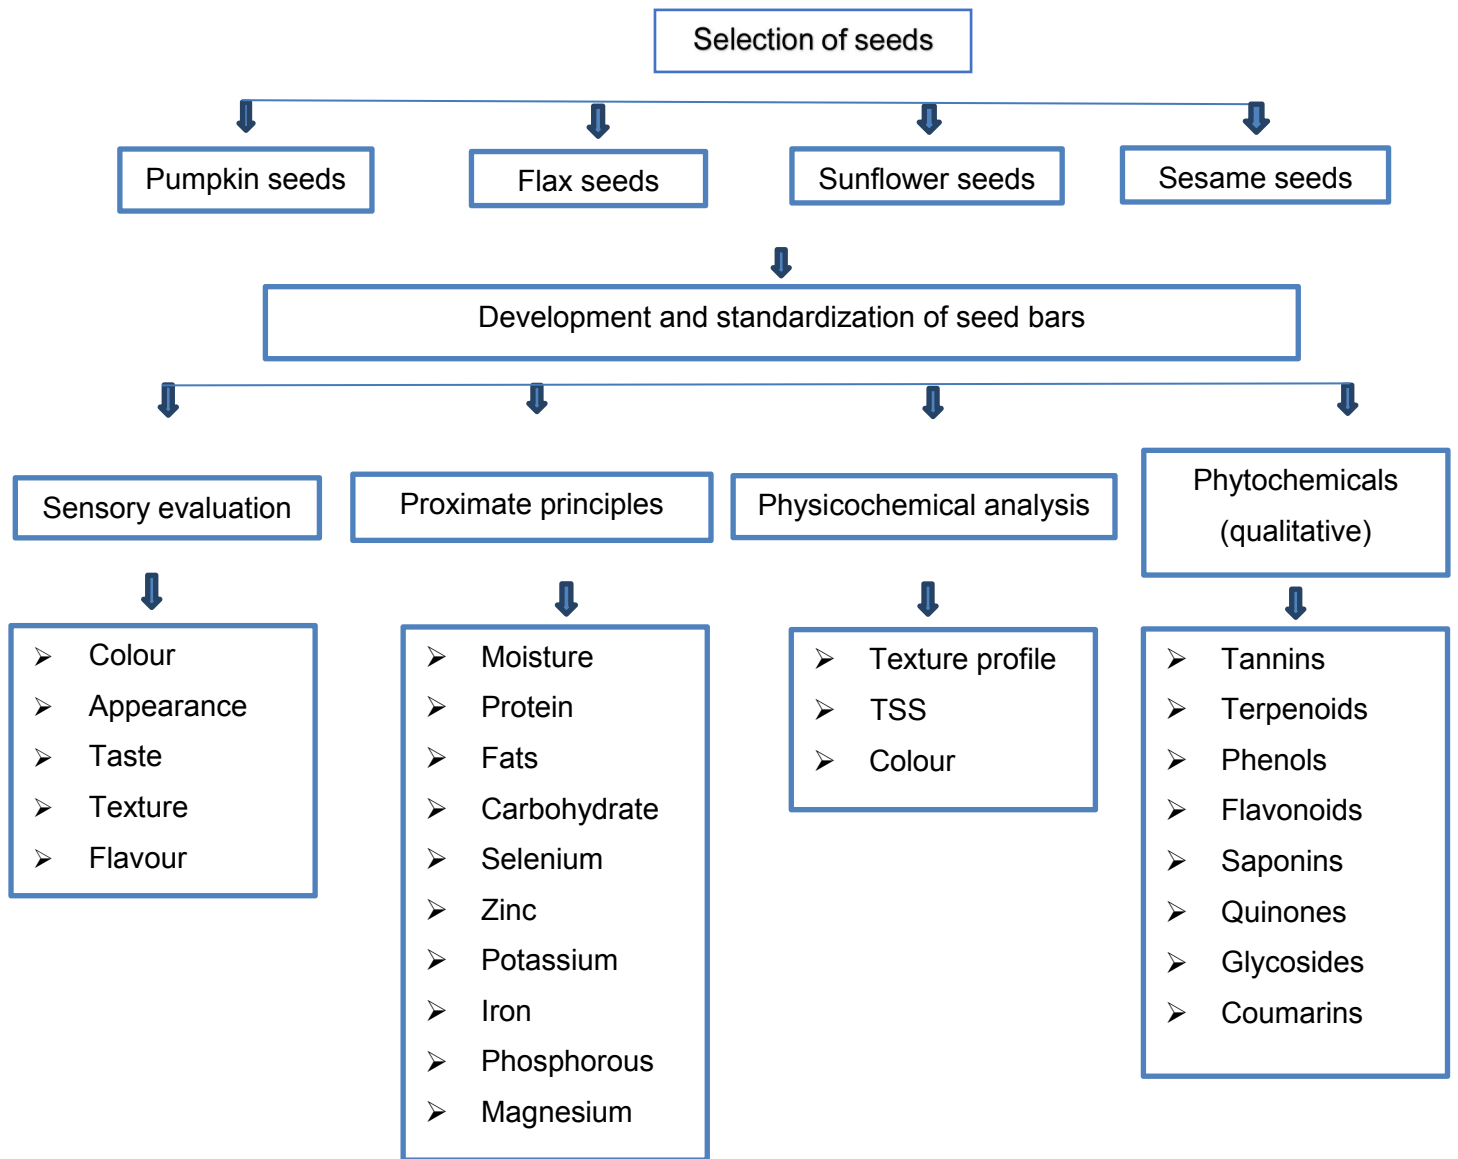 Selection of seeds
Pumpkin seeds
Flax seeds
Sunflower seeds
Sesame seeds
Development and standardization of seed bars
Sensory evaluation
Proximate principles
Physicochemical analysis
Phytochemicals
(qualitative)
Colour
Appearance
Taste
Texture
Flavour
Moisture
Protein
Fats
Carbohydrate
Selenium
Zinc
Potassium
Iron
Phosphorous
Magnesium
Texture profile
TSS
Colour
Tannins
Terpenoids
Phenols
Flavonoids
Saponins
Quinones
Glycosides
Coumarins